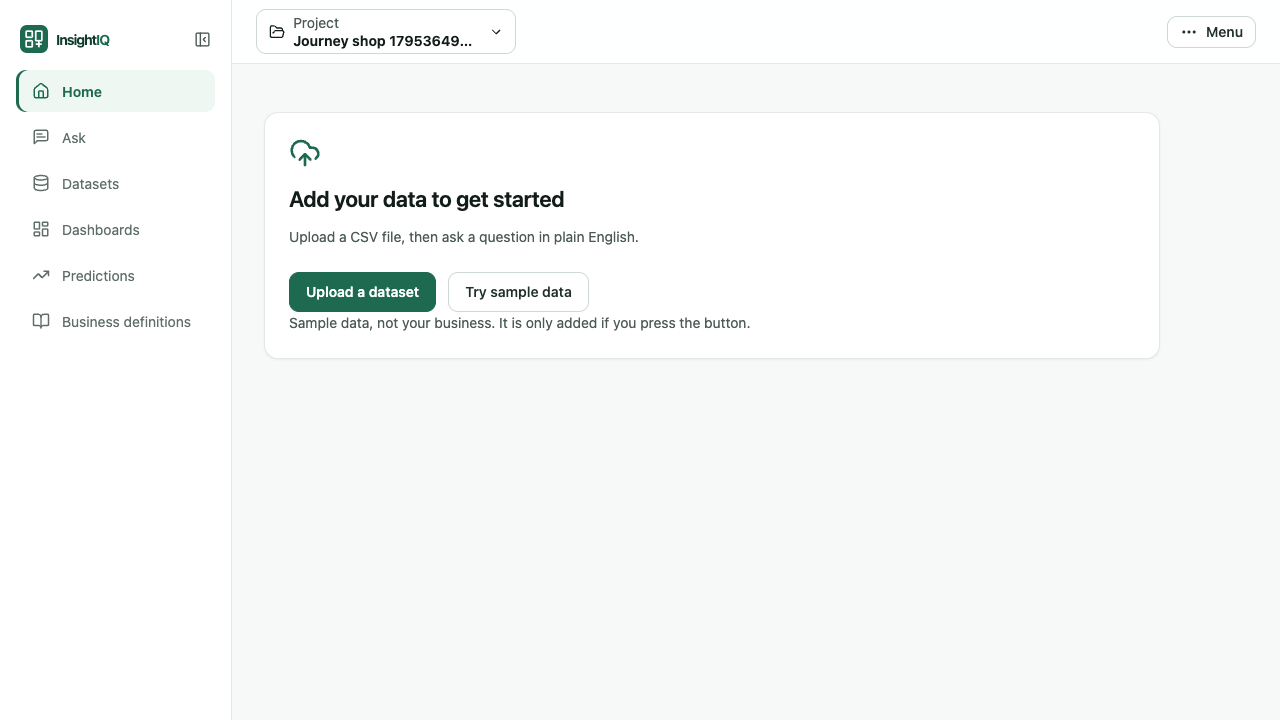 InsightIQ
Project
Journey shop 17953649...
Menu
Home
Ask
Datasets
Dashboards
Predictions
Business definitions
Add your data to get started
Upload a CSV file, then ask a question in plain English.
Upload a dataset
Try sample data
Sample data, not your business. It is only added if you press the button.